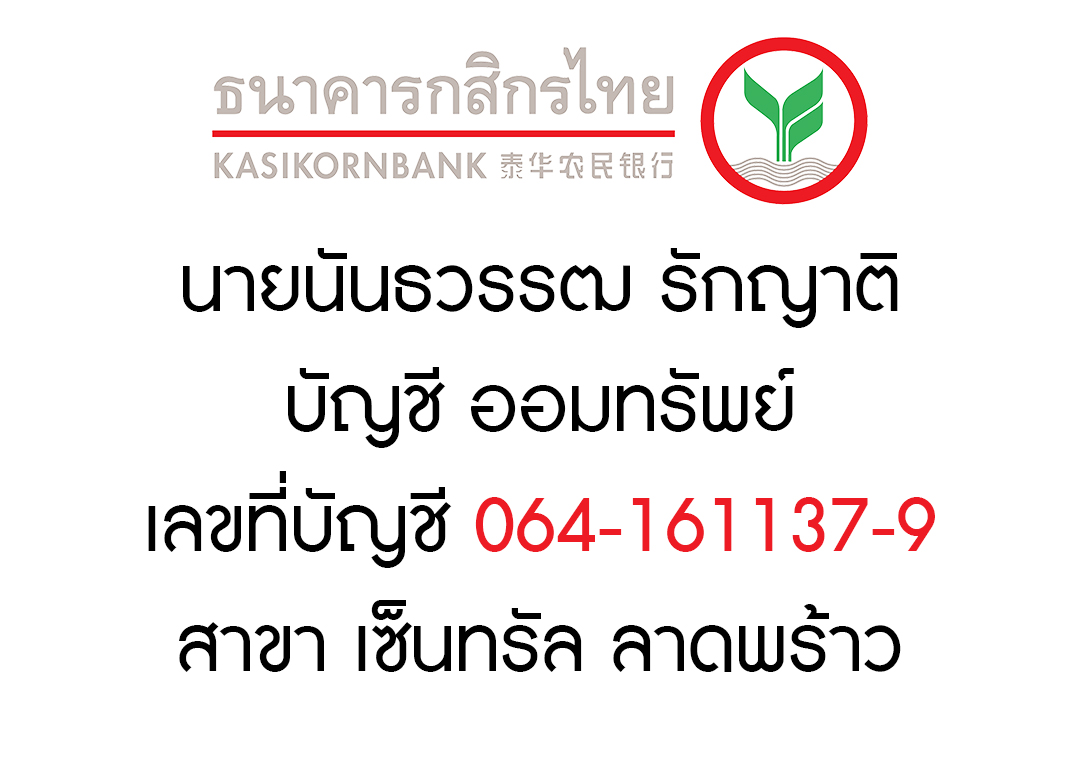 ธนาคารกสิกรไทย
KASIKORNBANK 泰华农民银行
นายนันธวรรฒ รักญาติ
บัญชี ออมทรัพย์
เลขที่บัญชี 064-161137-9
สาขา เซ็นทรัล ลาดพร้าว